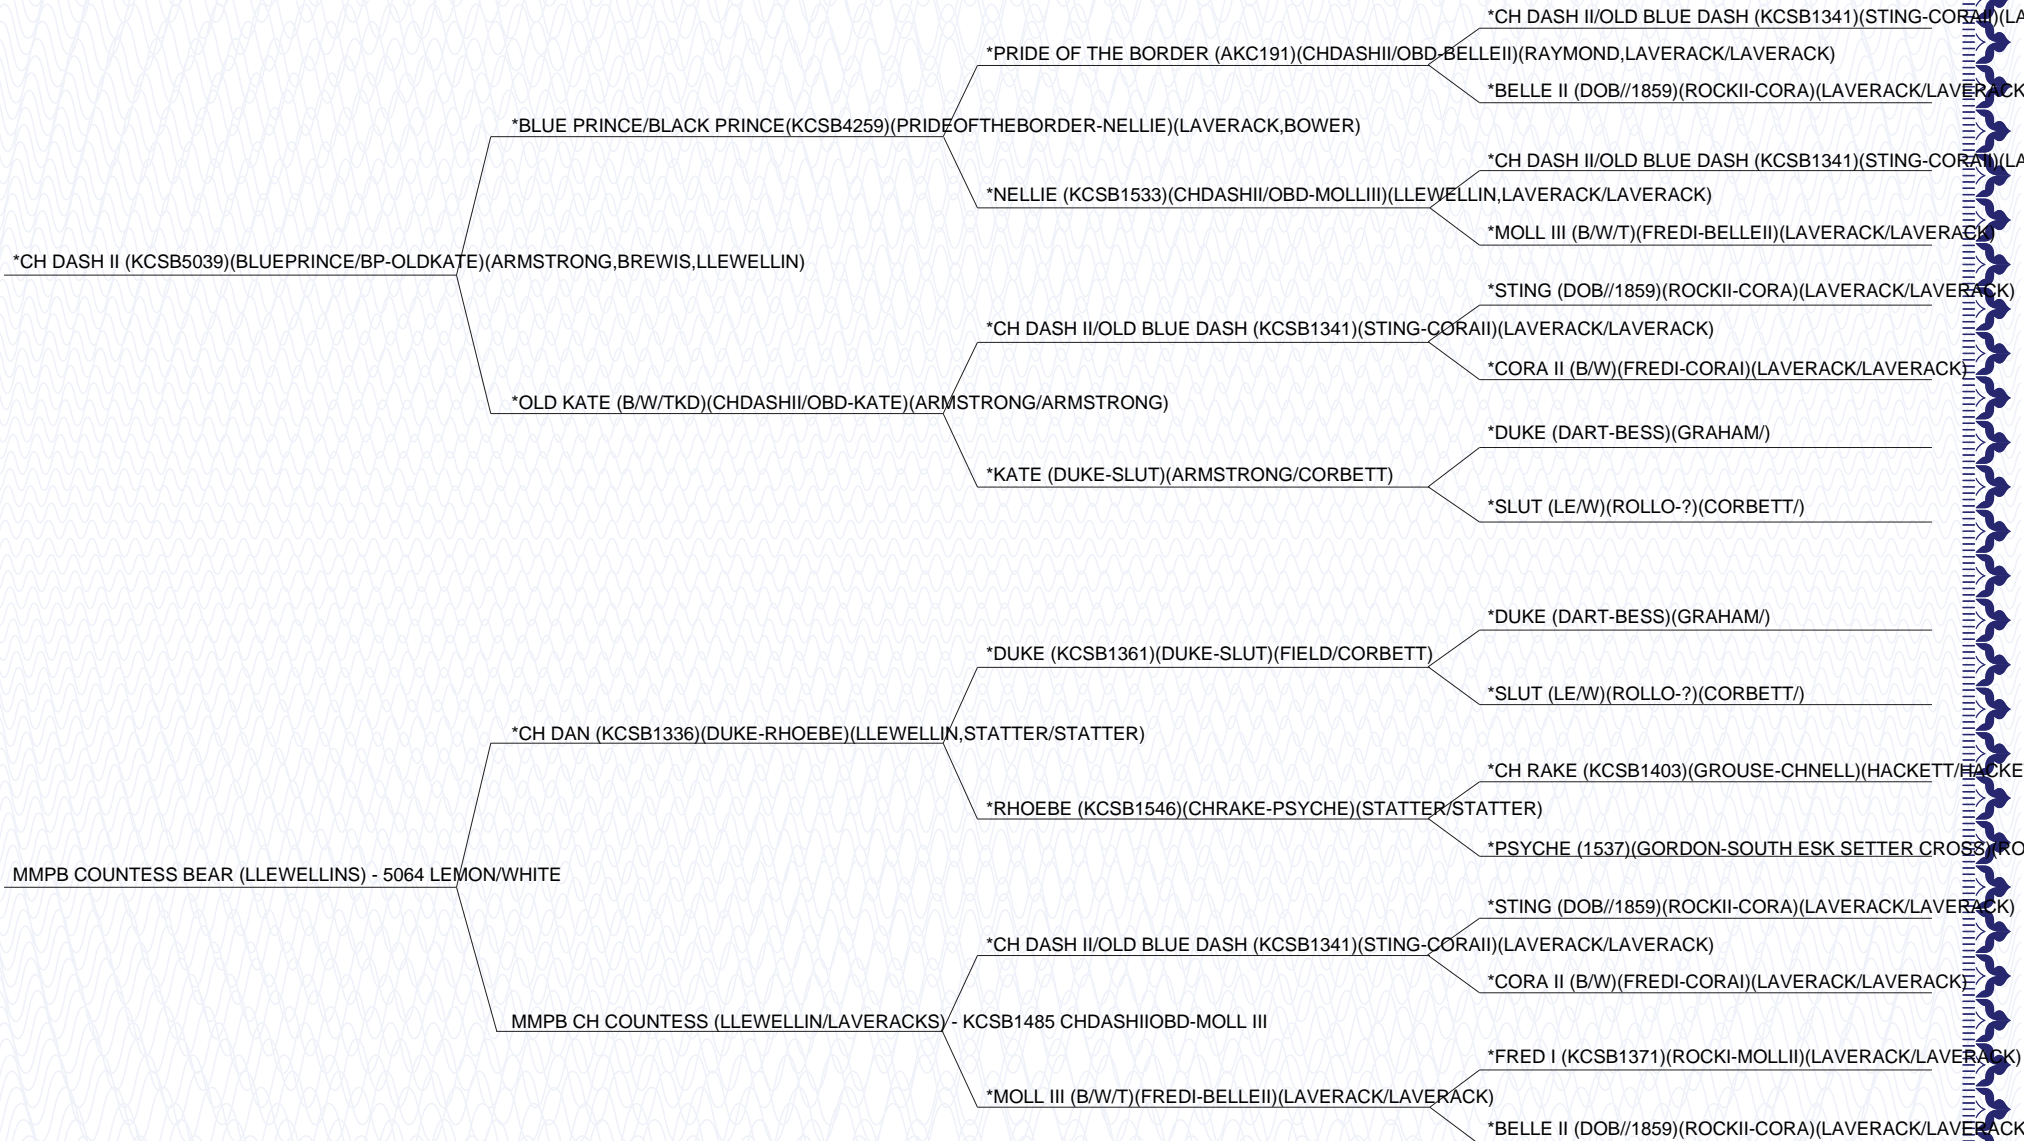 *CH DASH II/OLD BLUE DASH (KCSB1341)(STING-CORAII)(LA
*PRIDE OF THE BORDER (AKC191)(CHDASHII/OBD-BELLEII)(RAYMOND,LAVERACK/LAVERACK)
*BELLE II (DOB//1859)(ROCKII-CORA)(LAVERACK/LAVERACK
*BLUE PRINCE/BLACK PRINCE(KCSB4259)(PRIDEOFTHEBORDER-NELLIE)(LAVERACK,BOWER)
*CH DASH II/OLD BLUE DASH (KCSB1341)(STING-CORAII)(LA
*NELLIE (KCSB1533)(CHDASHII/OBD-MOLLIII)(LLEWELLIN,LAVERACK/LAVERACK)
*MOLL III (B/W/T)(FREDI-BELLEII)(LAVERACK/LAVERACK)
*CH DASH II (KCSB5039)(BLUEPRINCE/BP-OLDKATE)(ARMSTRONG,BREWIS,LLEWELLIN)
*STING (DOB//1859)(ROCKII-CORA)(LAVERACK/LAVERACK)
*CH DASH II/OLD BLUE DASH (KCSB1341)(STING-CORAII)(LAVERACK/LAVERACK)
*CORA II (B/W)(FREDI-CORAI)(LAVERACK/LAVERACK)
*OLD KATE (B/W/TKD)(CHDASHII/OBD-KATE)(ARMSTRONG/ARMSTRONG)
*DUKE (DART-BESS)(GRAHAM/)
*KATE (DUKE-SLUT)(ARMSTRONG/CORBETT)
*SLUT (LE/W)(ROLLO-?)(CORBETT/)
*DUKE (DART-BESS)(GRAHAM/)
*DUKE (KCSB1361)(DUKE-SLUT)(FIELD/CORBETT)
*SLUT (LE/W)(ROLLO-?)(CORBETT/)
*CH DAN (KCSB1336)(DUKE-RHOEBE)(LLEWELLIN,STATTER/STATTER)
*CH RAKE (KCSB1403)(GROUSE-CHNELL)(HACKETT/HACKE
*RHOEBE (KCSB1546)(CHRAKE-PSYCHE)(STATTER/STATTER)
*PSYCHE (1537)(GORDON-SOUTH ESK SETTER CROSS)(RO
MMPB COUNTESS BEAR (LLEWELLINS) - 5064 LEMON/WHITE
*STING (DOB//1859)(ROCKII-CORA)(LAVERACK/LAVERACK)
*CH DASH II/OLD BLUE DASH (KCSB1341)(STING-CORAII)(LAVERACK/LAVERACK)
*CORA II (B/W)(FREDI-CORAI)(LAVERACK/LAVERACK)
MMPB CH COUNTESS (LLEWELLIN/LAVERACKS) - KCSB1485 CHDASHIIOBD-MOLL III
*FRED I (KCSB1371)(ROCKI-MOLLII)(LAVERACK/LAVERACK)
*MOLL III (B/W/T)(FREDI-BELLEII)(LAVERACK/LAVERACK)
*BELLE II (DOB//1859)(ROCKII-CORA)(LAVERACK/LAVERACK